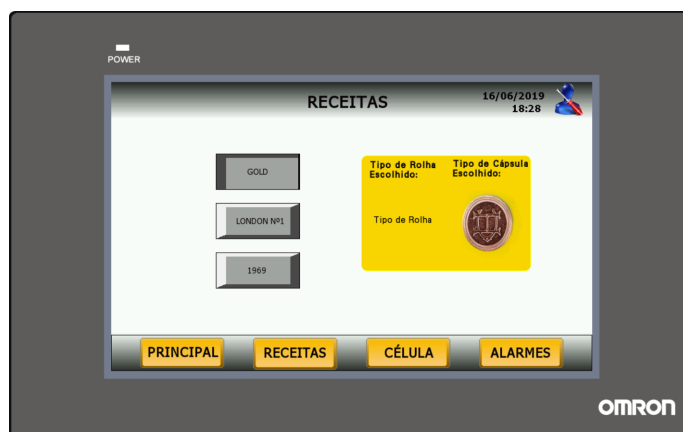 POWER
RECEITAS
16/06/2019
18:28
GOLD
LONDON Nº1
1969
Tipo de Rolha
Escolhido:
Tipo de Cápsula
Escolhido:
Tipo de Rolha
PRINCIPAL
RECEITAS
CÉLULA
ALARMES
OMRON